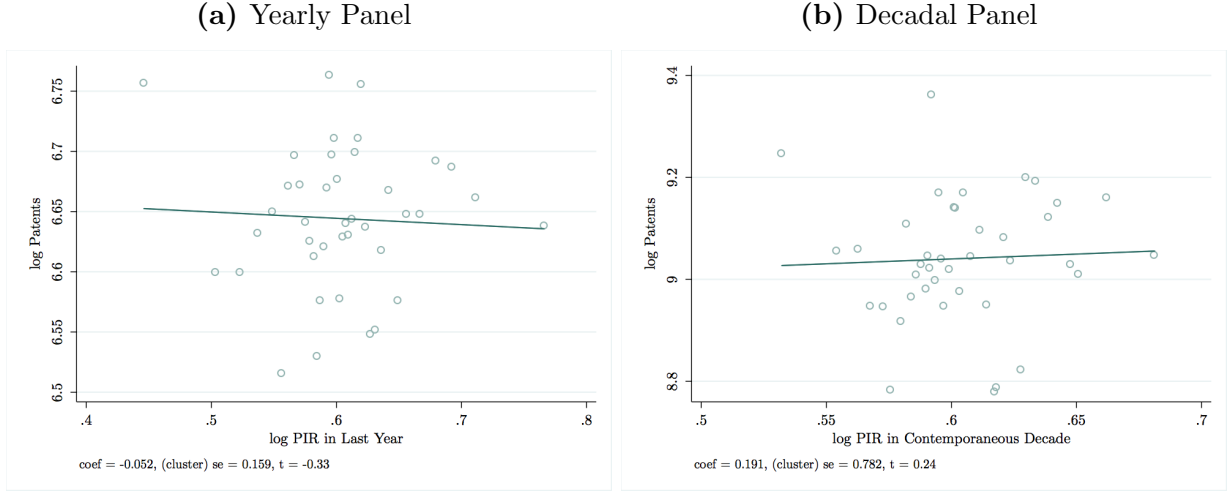 (a) Yearly Panel
log Patents
6.75
6.7
6.65
6.6
6.55
6.5
.4 .5 .6 .7 .8
log PIR in Last Year
coef = -0.052, (cluster) se = 0.159, t = -0.33
(b) Decadal Panel
log Patents
9.4
9.2
9
8.8
.5 .55 .6 .65 .7
log PIR in Contemporaneous Decade
coef = 0.191, (cluster) se = 0.782, t = 0.24